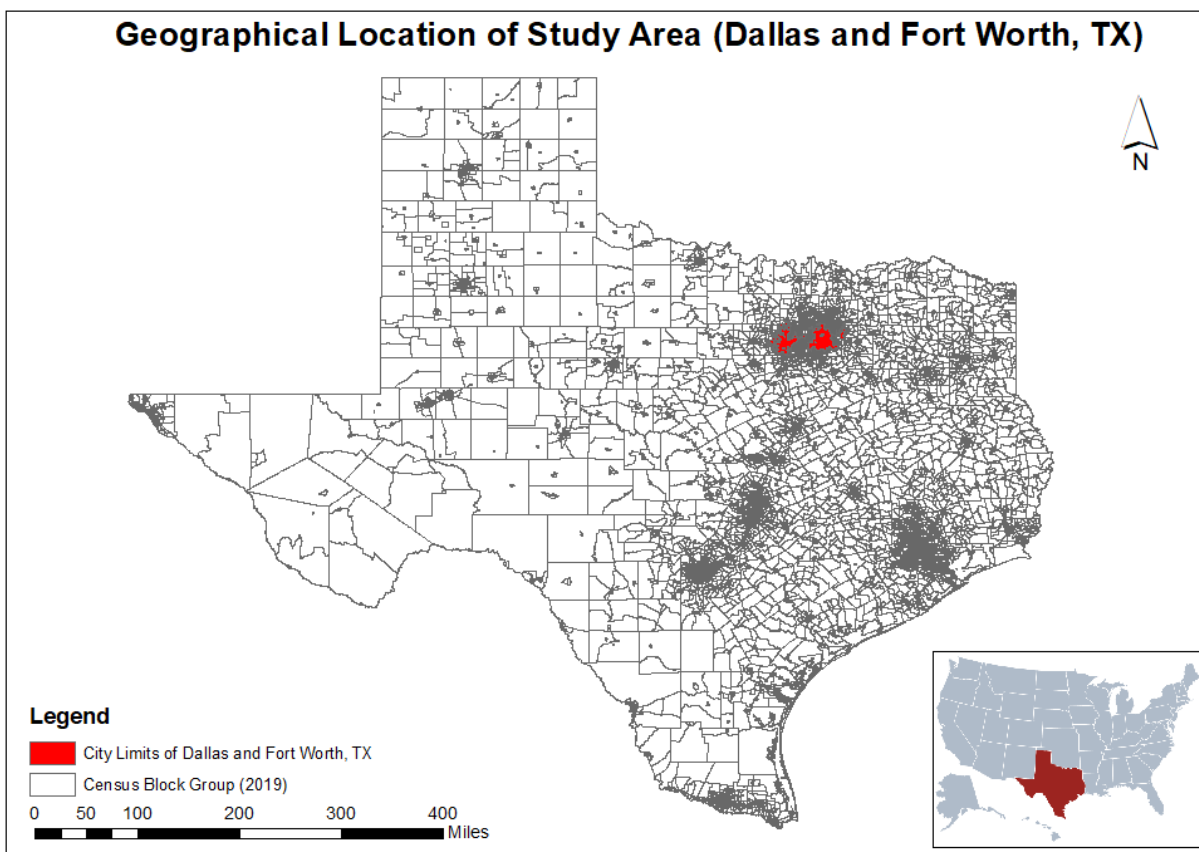 Geographical Location of Study Area (Dallas and Fort Worth, TX)
N
Legend
City Limits of Dallas and Fort Worth, TX
Census Block Group (2019)
0 50 100 200 300 400
Miles